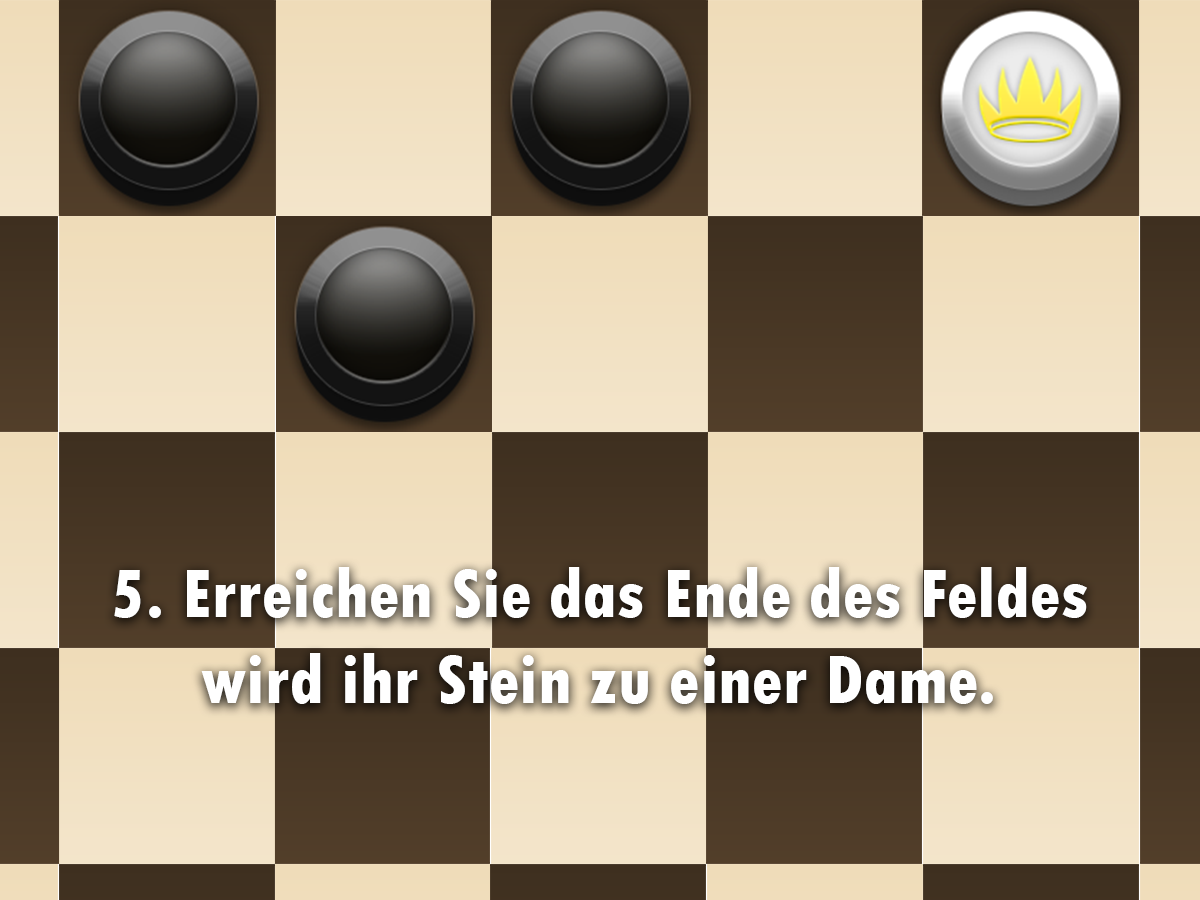 5. Erreichen Sie das Ende des Feldes
wird ihr Stein zu einer Dame.